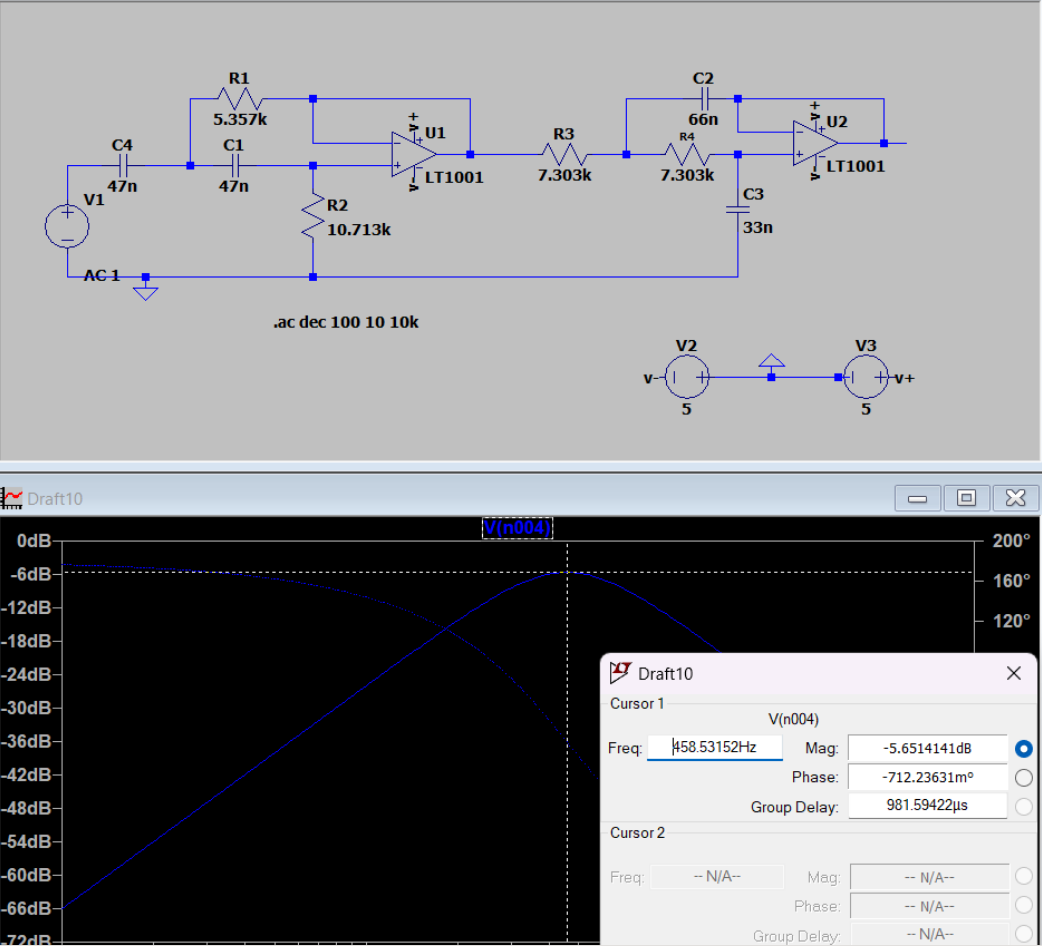 R1
5.357k
C4
47n
C1
47n
V1
AC 1
R2
10.713k
v+
U1
LT1001
v-
R3
7.303k
C2
66n
R4
7.303k
v+
U2
LT1001
v-
C3
33n
.ac dec 100 10 10k
V2
v-
5
V3
v+
5
Draft10
V(n004)
0dB
-6dB
-12dB
-18dB
-24dB
-30dB
-36dB
-42dB
-48dB
-54dB
-60dB
-66dB
-72dB
200°
160°
120°
Draft10
Cursor 1
V(n004)
Freq: 458.53152Hz Mag: -5.6514141dB
Phase: -712.23631m°
Group Delay: 981.59422µs
Cursor 2
Freq: -- N/A-- Mag: -- N/A--
Phase: -- N/A--
Group Delay: -- N/A--